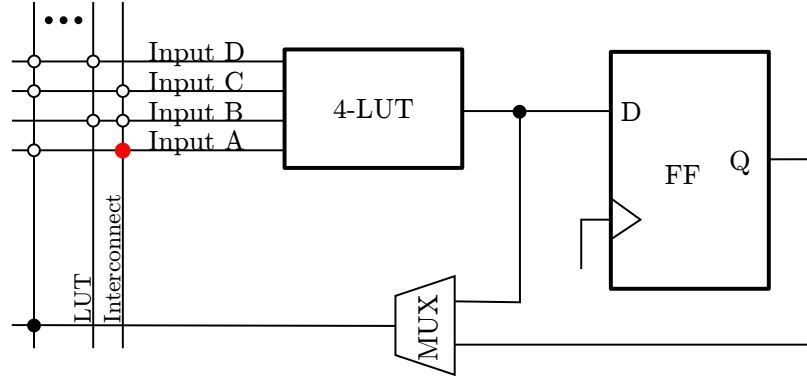 Input D
Input C
Input B
Input A
4-LUT
D
FF
Q
LUT
Interconnect
MUX